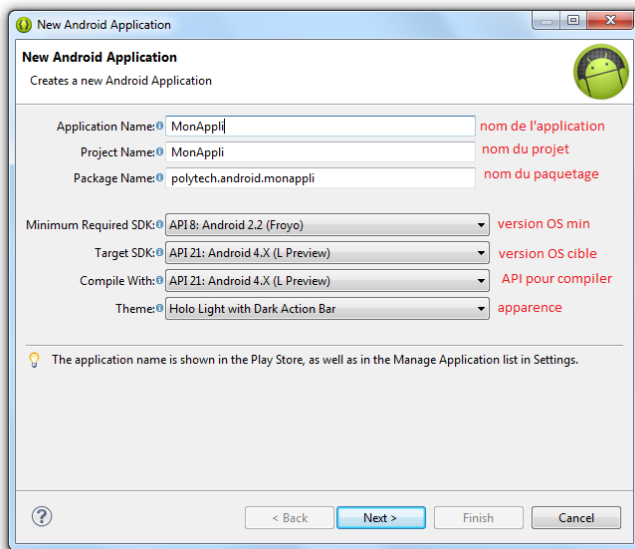 New Android Application
New Android Application
Creates a new Android Application
Application Name: MonAppli nom de l'application
Project Name: MonAppli nom du projet
Package Name: polytech.android.monappli nom du paquetage
Minimum Required SDK: API 8: Android 2.2 (Froyo) version OS min
Target SDK: API 21: Android 4.X (L Preview) version OS cible
Compile With: API 21: Android 4.X (L Preview) API pour compiler
Theme: Holo Light with Dark Action Bar apparence
The application name is shown in the Play Store, as well as in the Manage Application list in Settings.
? < Back Next > Finish Cancel